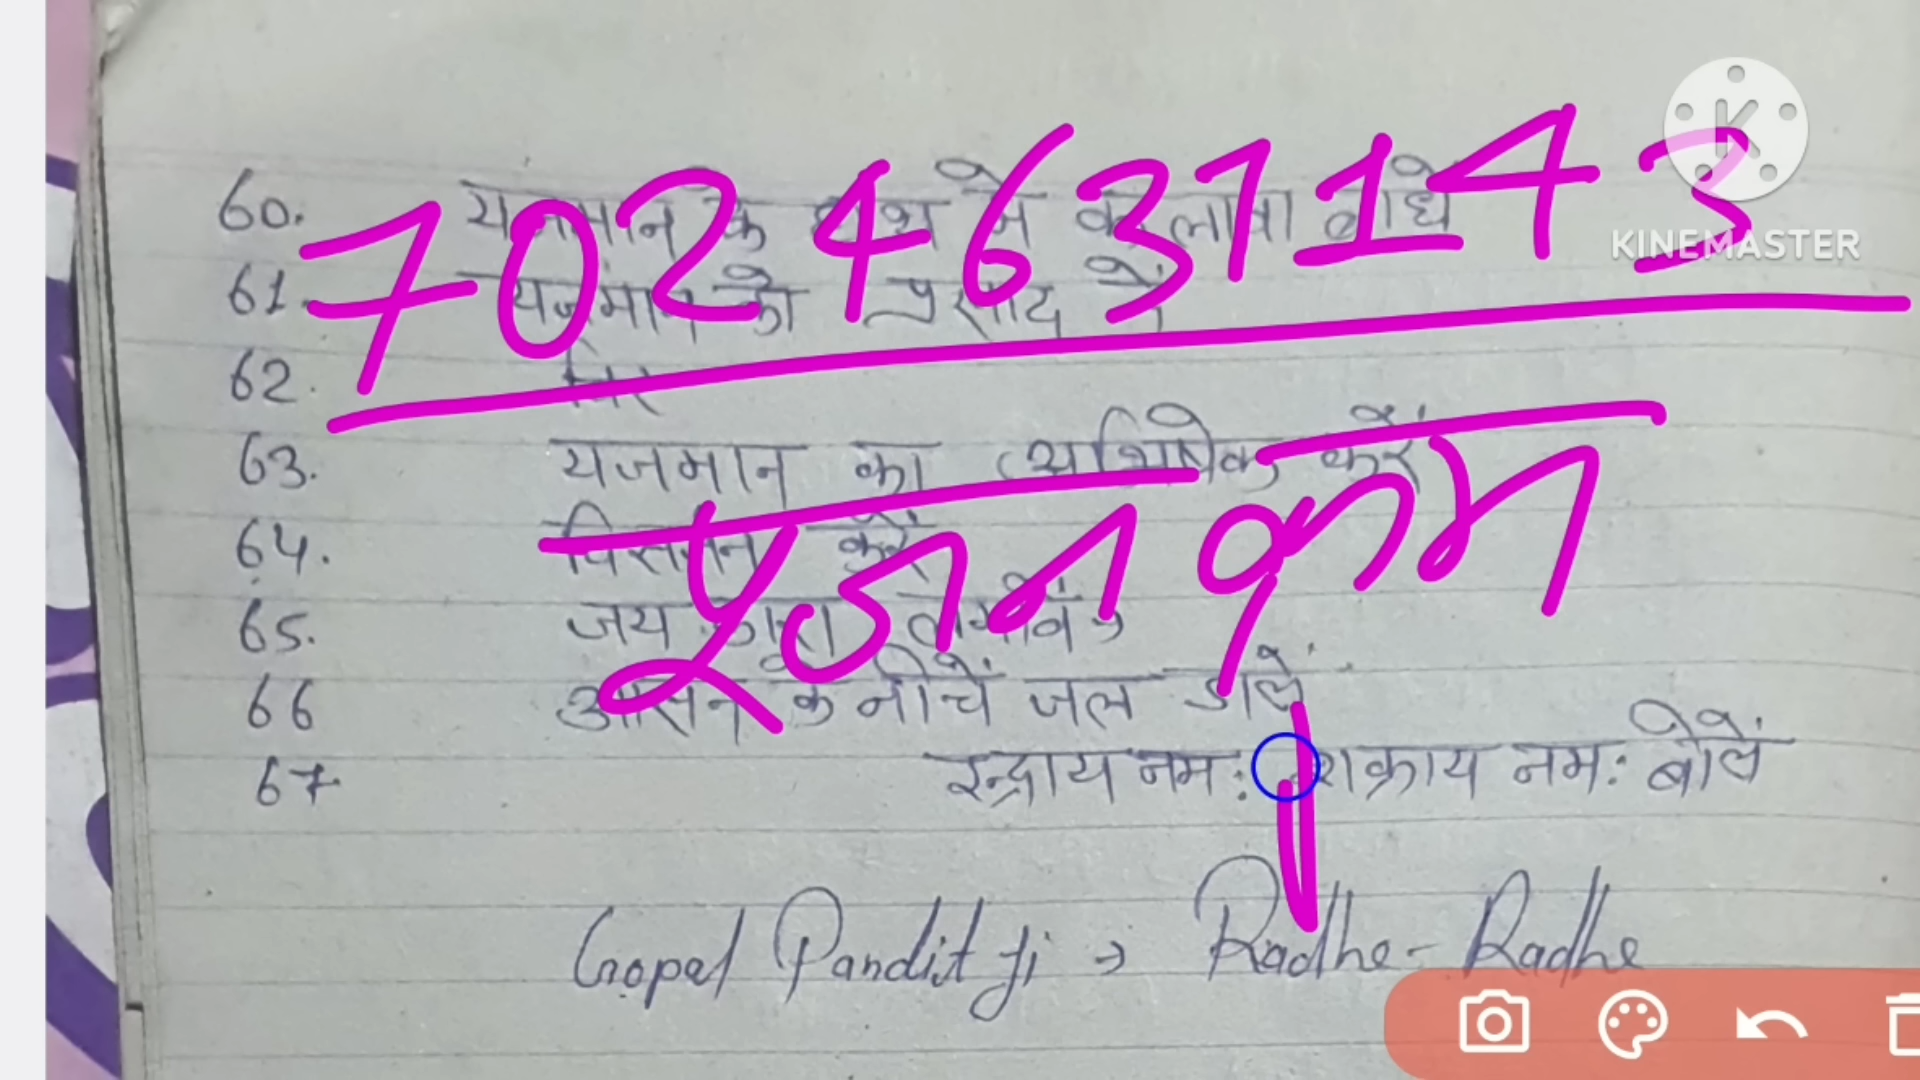 60. यजमान के हाथ में कलावा बांधे
7024631143
KINEMASTER
61. यजमान को प्रसाद दें
62. फिर
63. यजमान का अभिषेक करें
64. विसर्जन करें
पूजन क्रम
65. जय कारा लगावें →
66 आसन के नीचें जल डालें
67 इन्द्राय नमः शक्राय नमः बोलें
Gopal Pandit Ji → Radhe - Radhe